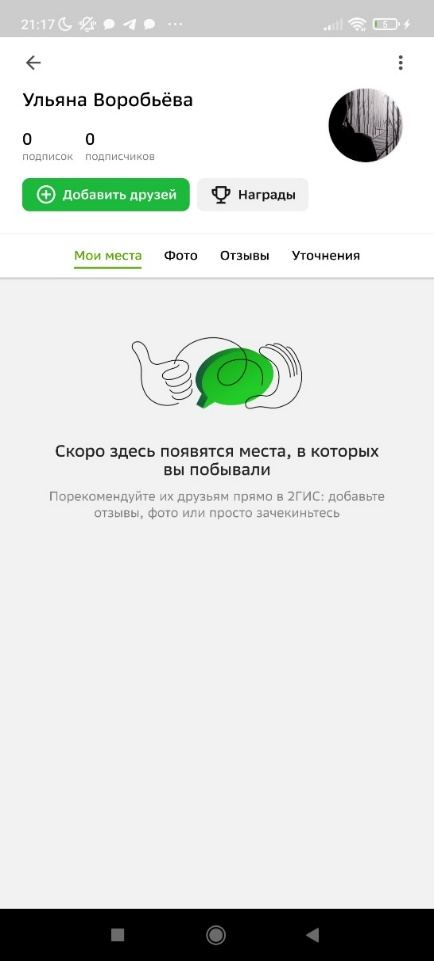 21:17
5
Ульяна Воробьёва
0 0
подписок подписчиков
Добавить друзей Награды
Мои места Фото Отзывы Уточнения
Скоро здесь появятся места, в которых
вы побывали
Порекомендуйте их друзьям прямо в 2ГИС: добавьте
отзывы, фото или просто зачекиньтесь